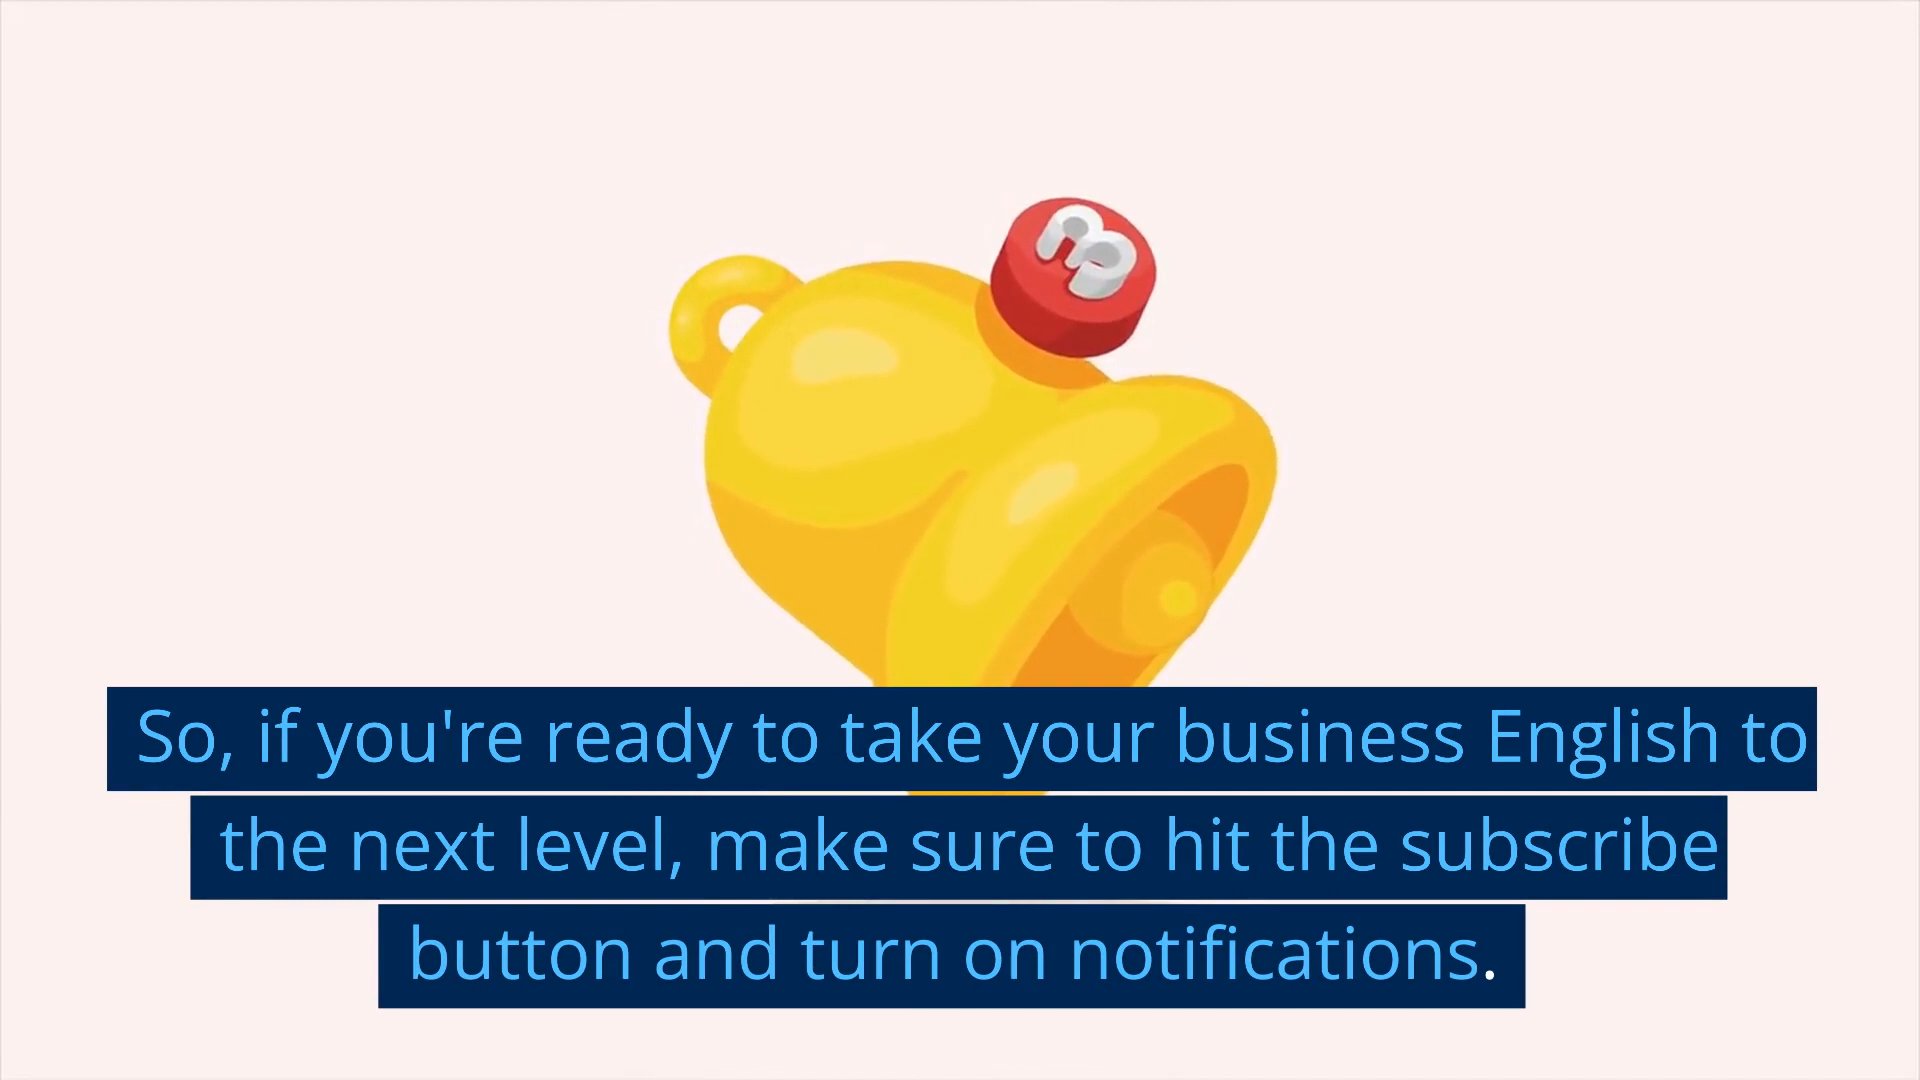 So, if you're ready to take your business English to
the next level, make sure to hit the subscribe
button and turn on notifications.